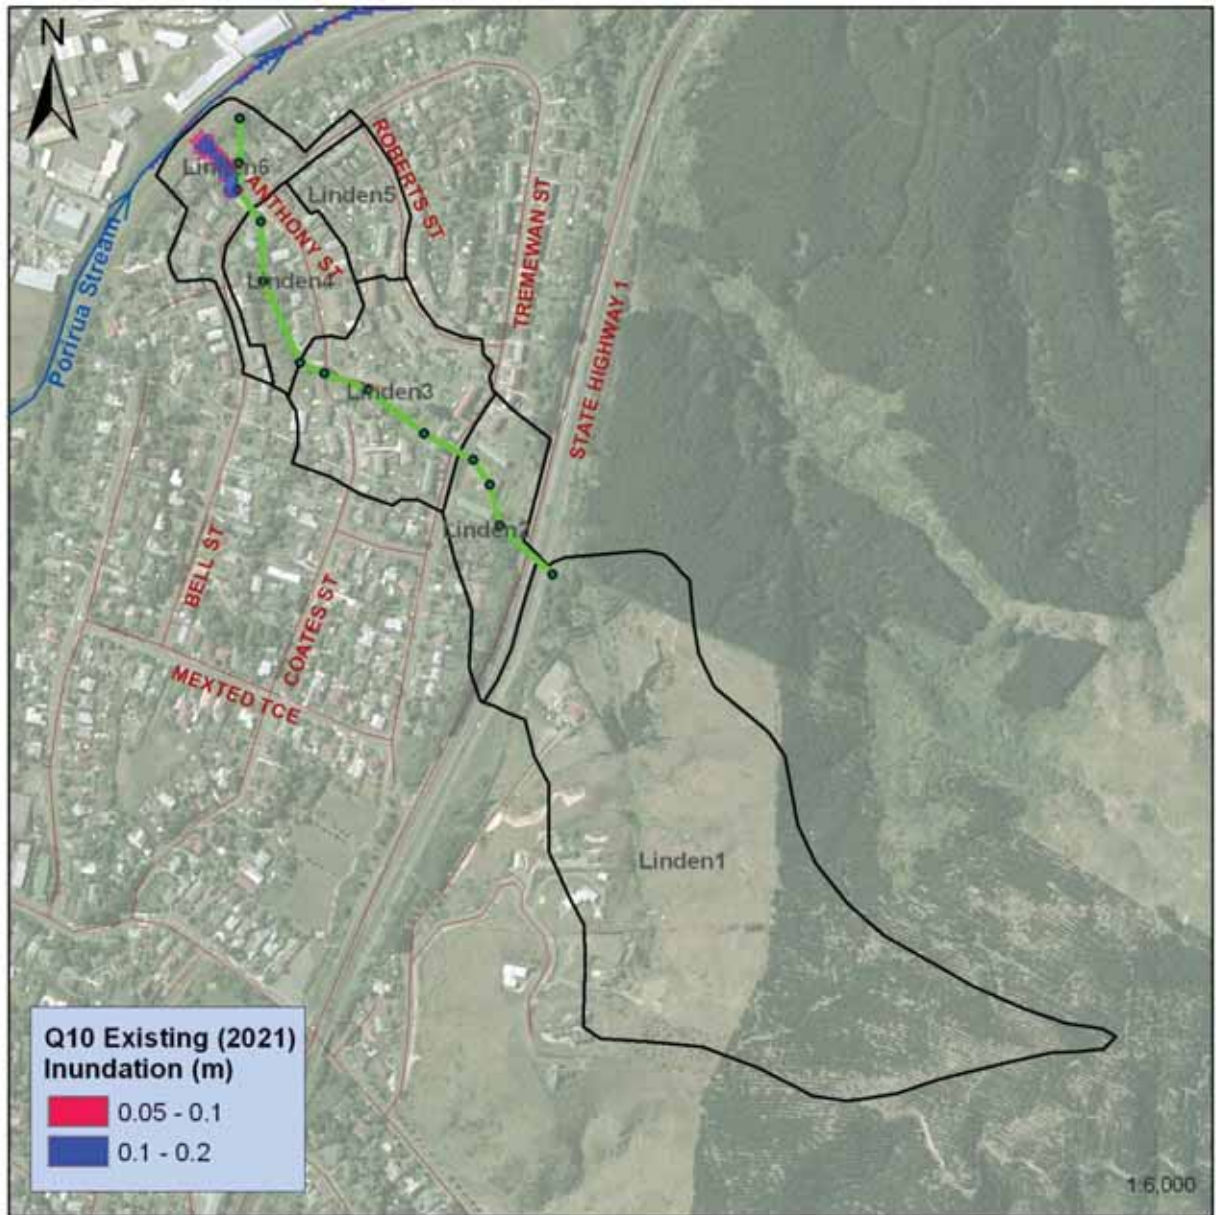 N
Linden6
ANTHONY ST
ROBERTS ST
Linden5
TREMEWAN ST
Porirua Stream
Linden4
STATE HIGHWAY 1
Linden3
Linden2
BELL ST
COATES ST
MEXTED TCE
Linden1
Q10 Existing (2021)
Inundation (m)
0.05 - 0.1
0.1 - 0.2
1:6,000